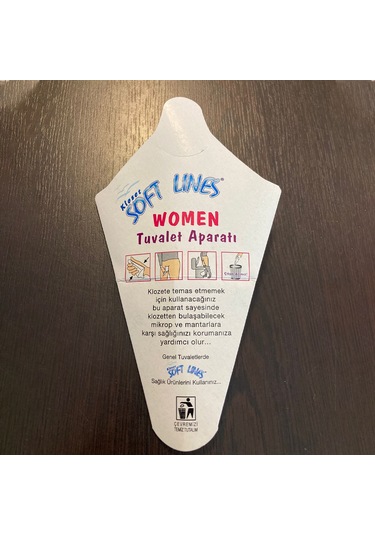 Klozet
SOFT LINES®
WOMEN
Tuvalet Aparatı
Klozete temas etmemek
için kullanacağınız
bu aparat sayesinde
klozetten bulaşabilecek
mikrop ve mantarlara
karşı sağlığınızı korumanıza
yardımcı olur...
Genel Tuvaletlerde
SOFT LINES
Sağlık Ürünlerini Kullanınız...
ÇEVREMİZİ
TEMİZ TUTALIM